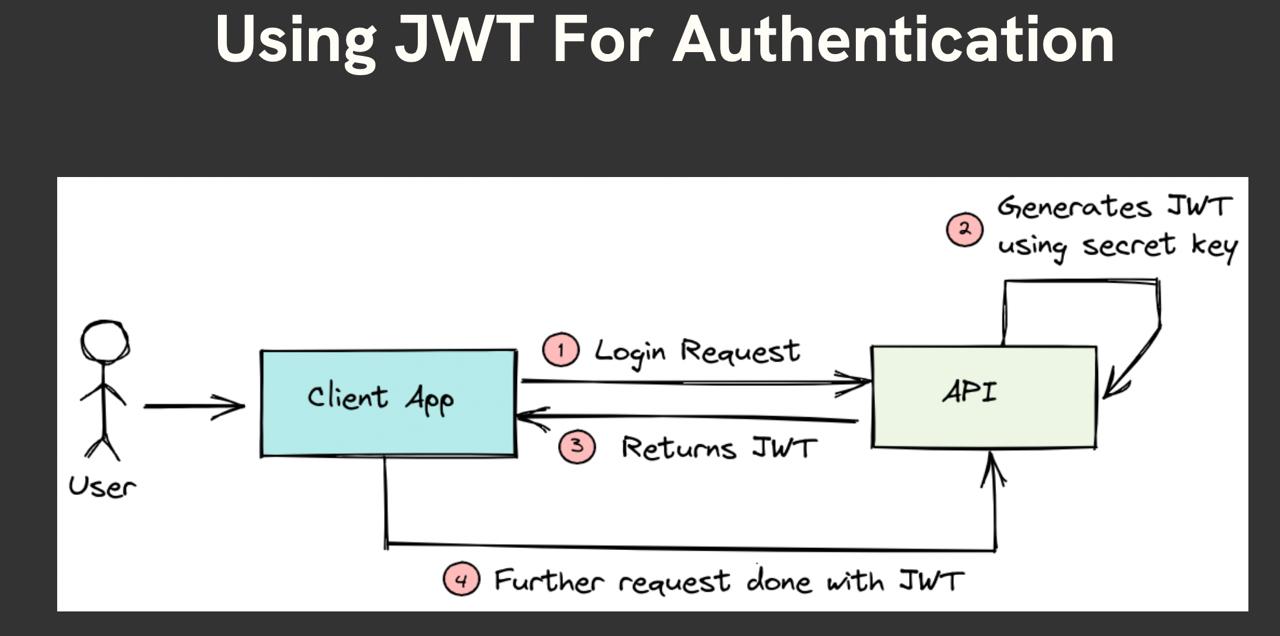 Using JWT For Authentication
2 Generates JWT
using secret key
1 Login Request
Client App
API
3 Returns JWT
User
4 Further request done with JWT